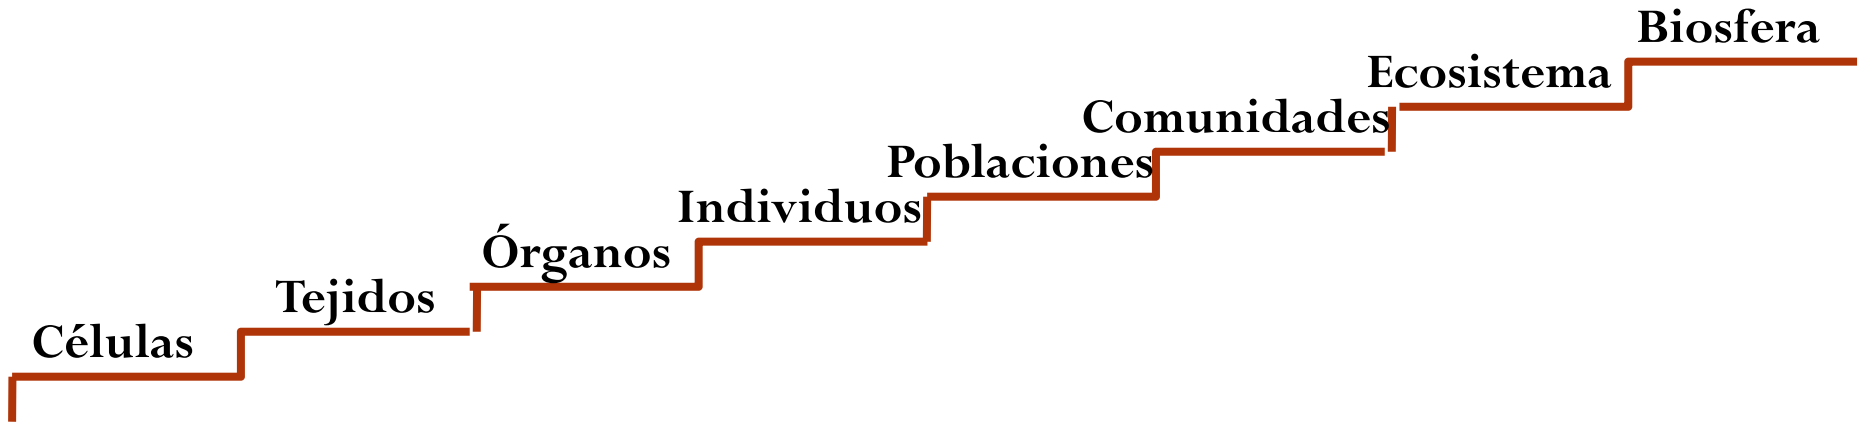 Biosfera
Ecosistema
Comunidades
Poblaciones
Individuos
Órganos
Tejidos
Células